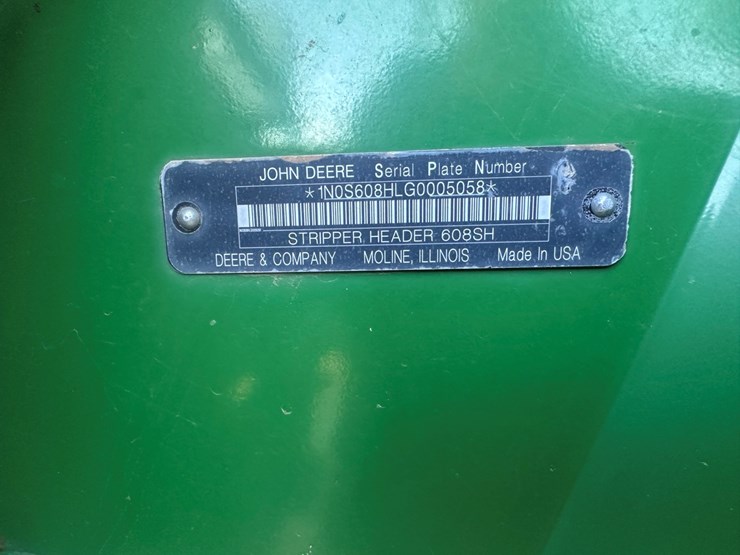 JOHN DEERE Serial Plate Number
*1N0S608HLG0005058*
STRIPPER HEADER 608SH
DEERE & COMPANY MOLINE, ILLINOIS Made In USA